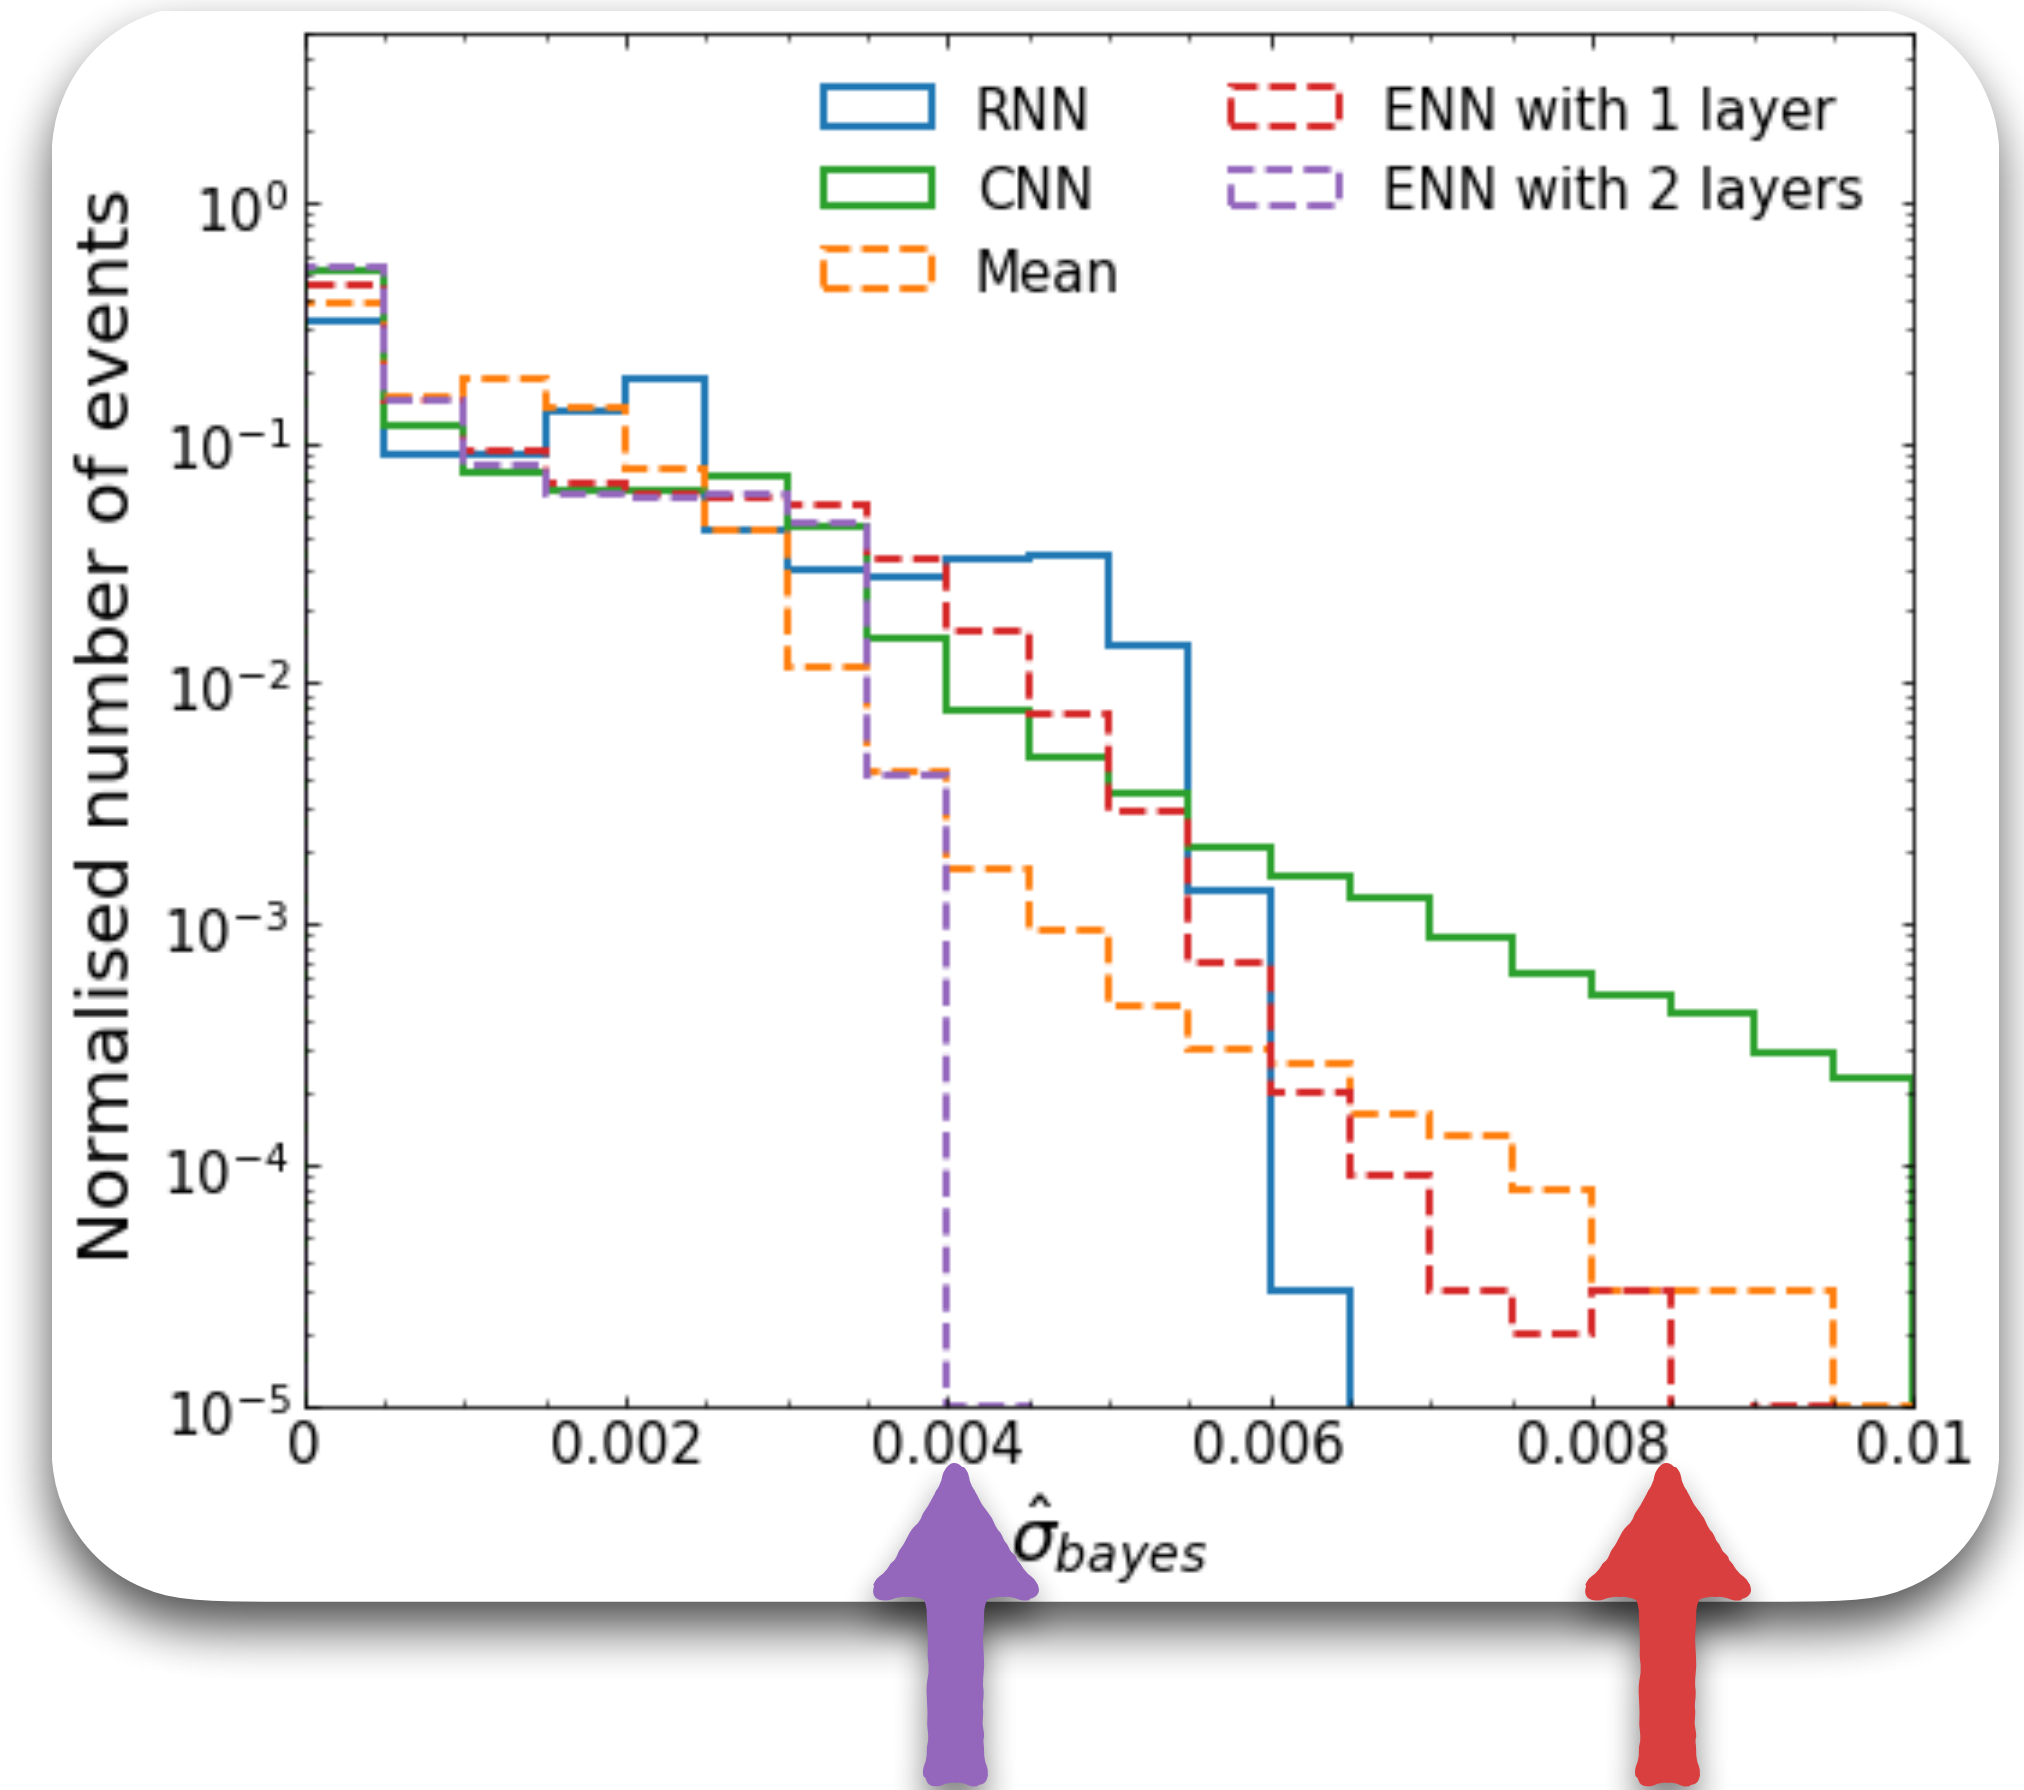 RNN
CNN
Mean
ENN with 1 layer
ENN with 2 layers
Normalised number of events
10⁰
10⁻¹
10⁻²
10⁻³
10⁻⁴
10⁻⁵
0 0.002 0.004 0.006 0.008 0.01
σ̂bayes